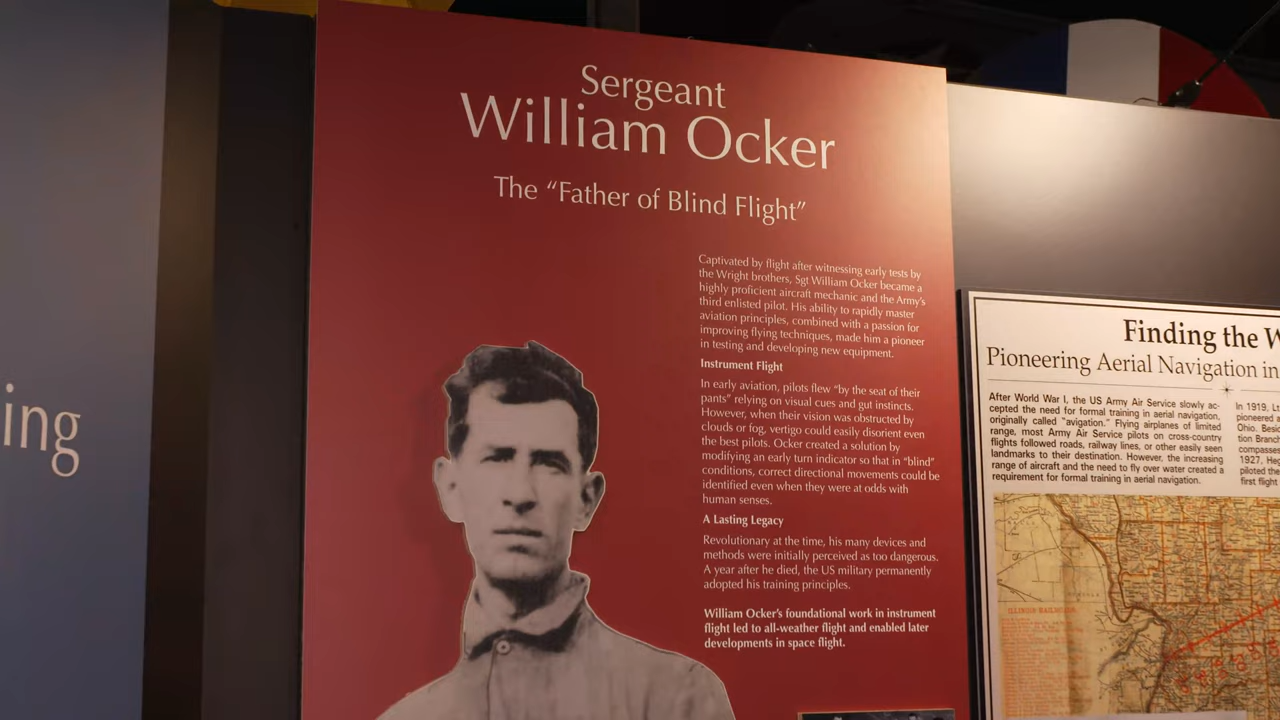 ing
Sergeant
William Ocker
The “Father of Blind Flight”
Captivated by flight after witnessing early tests by
the Wright brothers, Sgt William Ocker became a
highly proficient aircraft mechanic and the Army's
third enlisted pilot. His ability to rapidly master
aviation principles, combined with a passion for
improving flying techniques, made him a pioneer
in testing and developing new equipment.
Instrument Flight
In early aviation, pilots flew “by the seat of their
pants” relying on visual cues and gut instincts.
However, when their vision was obstructed by
clouds or fog, vertigo could easily disorient even
the best pilots. Ocker created a solution by
modifying an early turn indicator so that in “blind”
conditions, correct directional movements could be
identified even when they were at odds with
human senses.
A Lasting Legacy
Revolutionary at the time, his many devices and
methods were initially perceived as too dangerous.
A year after he died, the US military permanently
adopted his training principles.
William Ocker's foundational work in instrument
flight led to all-weather flight and enabled later
developments in space flight.
Finding the W
Pioneering Aerial Navigation in
After World War I, the US Army Air Service slowly ac-
cepted the need for formal training in aerial navigation,
originally called “avigation.” Flying airplanes of limited
range, most Army Air Service pilots on cross-country
flights followed roads, railway lines, or other easily seen
landmarks to their destination. However, the increasing
range of aircraft and the need to fly over water created a
requirement for formal training in aerial navigation.
In 1919, Lt
pioneered a
Ohio. Besi
tion Branch
compasses
1927, Heg
piloted the
first flight
ILLINOIS RAILROADS